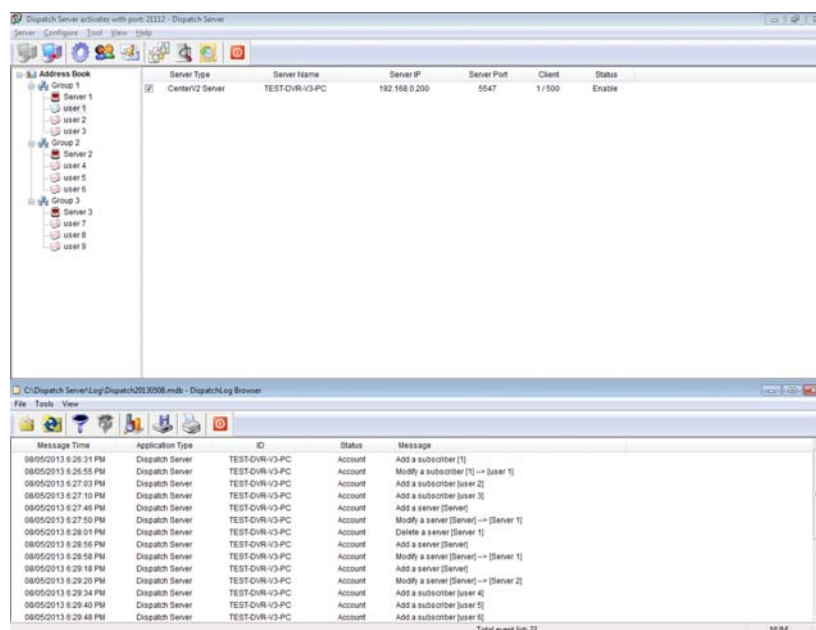 Dispatch Server activates with port: 21112 - Dispatch Server
Server Configure Tool View Help
Address Book
Group 1
Server 1
user 1
user 2
user 3
Group 2
Server 2
user 4
user 5
user 6
Group 3
Server 3
user 7
user 8
user 9
Server Type Server Name Server IP Server Port Client Status
CenterV2 Server TEST-DVR-V3-PC 192.168.0.200 5547 1 / 500 Enable
C:\Dispatch Server\Log\Dispatch20130508.mdb - DispatchLog Browser
File Tools View
Message Time Application Type ID Status Message
08/05/2013 6:26:31 PM Dispatch Server TEST-DVR-V3-PC Account Add a subscriber [1]
08/05/2013 6:26:55 PM Dispatch Server TEST-DVR-V3-PC Account Modify a subscriber [1] --> [user 1]
08/05/2013 6:27:03 PM Dispatch Server TEST-DVR-V3-PC Account Add a subscriber [user 2]
08/05/2013 6:27:10 PM Dispatch Server TEST-DVR-V3-PC Account Add a subscriber [user 3]
08/05/2013 6:27:46 PM Dispatch Server TEST-DVR-V3-PC Account Add a server [Server]
08/05/2013 6:27:50 PM Dispatch Server TEST-DVR-V3-PC Account Modify a server [Server] --> [Server 1]
08/05/2013 6:28:01 PM Dispatch Server TEST-DVR-V3-PC Account Delete a server [Server 1]
08/05/2013 6:28:56 PM Dispatch Server TEST-DVR-V3-PC Account Add a server [Server]
08/05/2013 6:28:58 PM Dispatch Server TEST-DVR-V3-PC Account Modify a server [Server] --> [Server 1]
08/05/2013 6:29:18 PM Dispatch Server TEST-DVR-V3-PC Account Add a server [Server]
08/05/2013 6:29:20 PM Dispatch Server TEST-DVR-V3-PC Account Modify a server [Server] --> [Server 2]
08/05/2013 6:29:34 PM Dispatch Server TEST-DVR-V3-PC Account Add a subscriber [user 4]
08/05/2013 6:29:40 PM Dispatch Server TEST-DVR-V3-PC Account Add a subscriber [user 5]
08/05/2013 6:29:48 PM Dispatch Server TEST-DVR-V3-PC Account Add a subscriber [user 6]
Total event list: 23 NUM